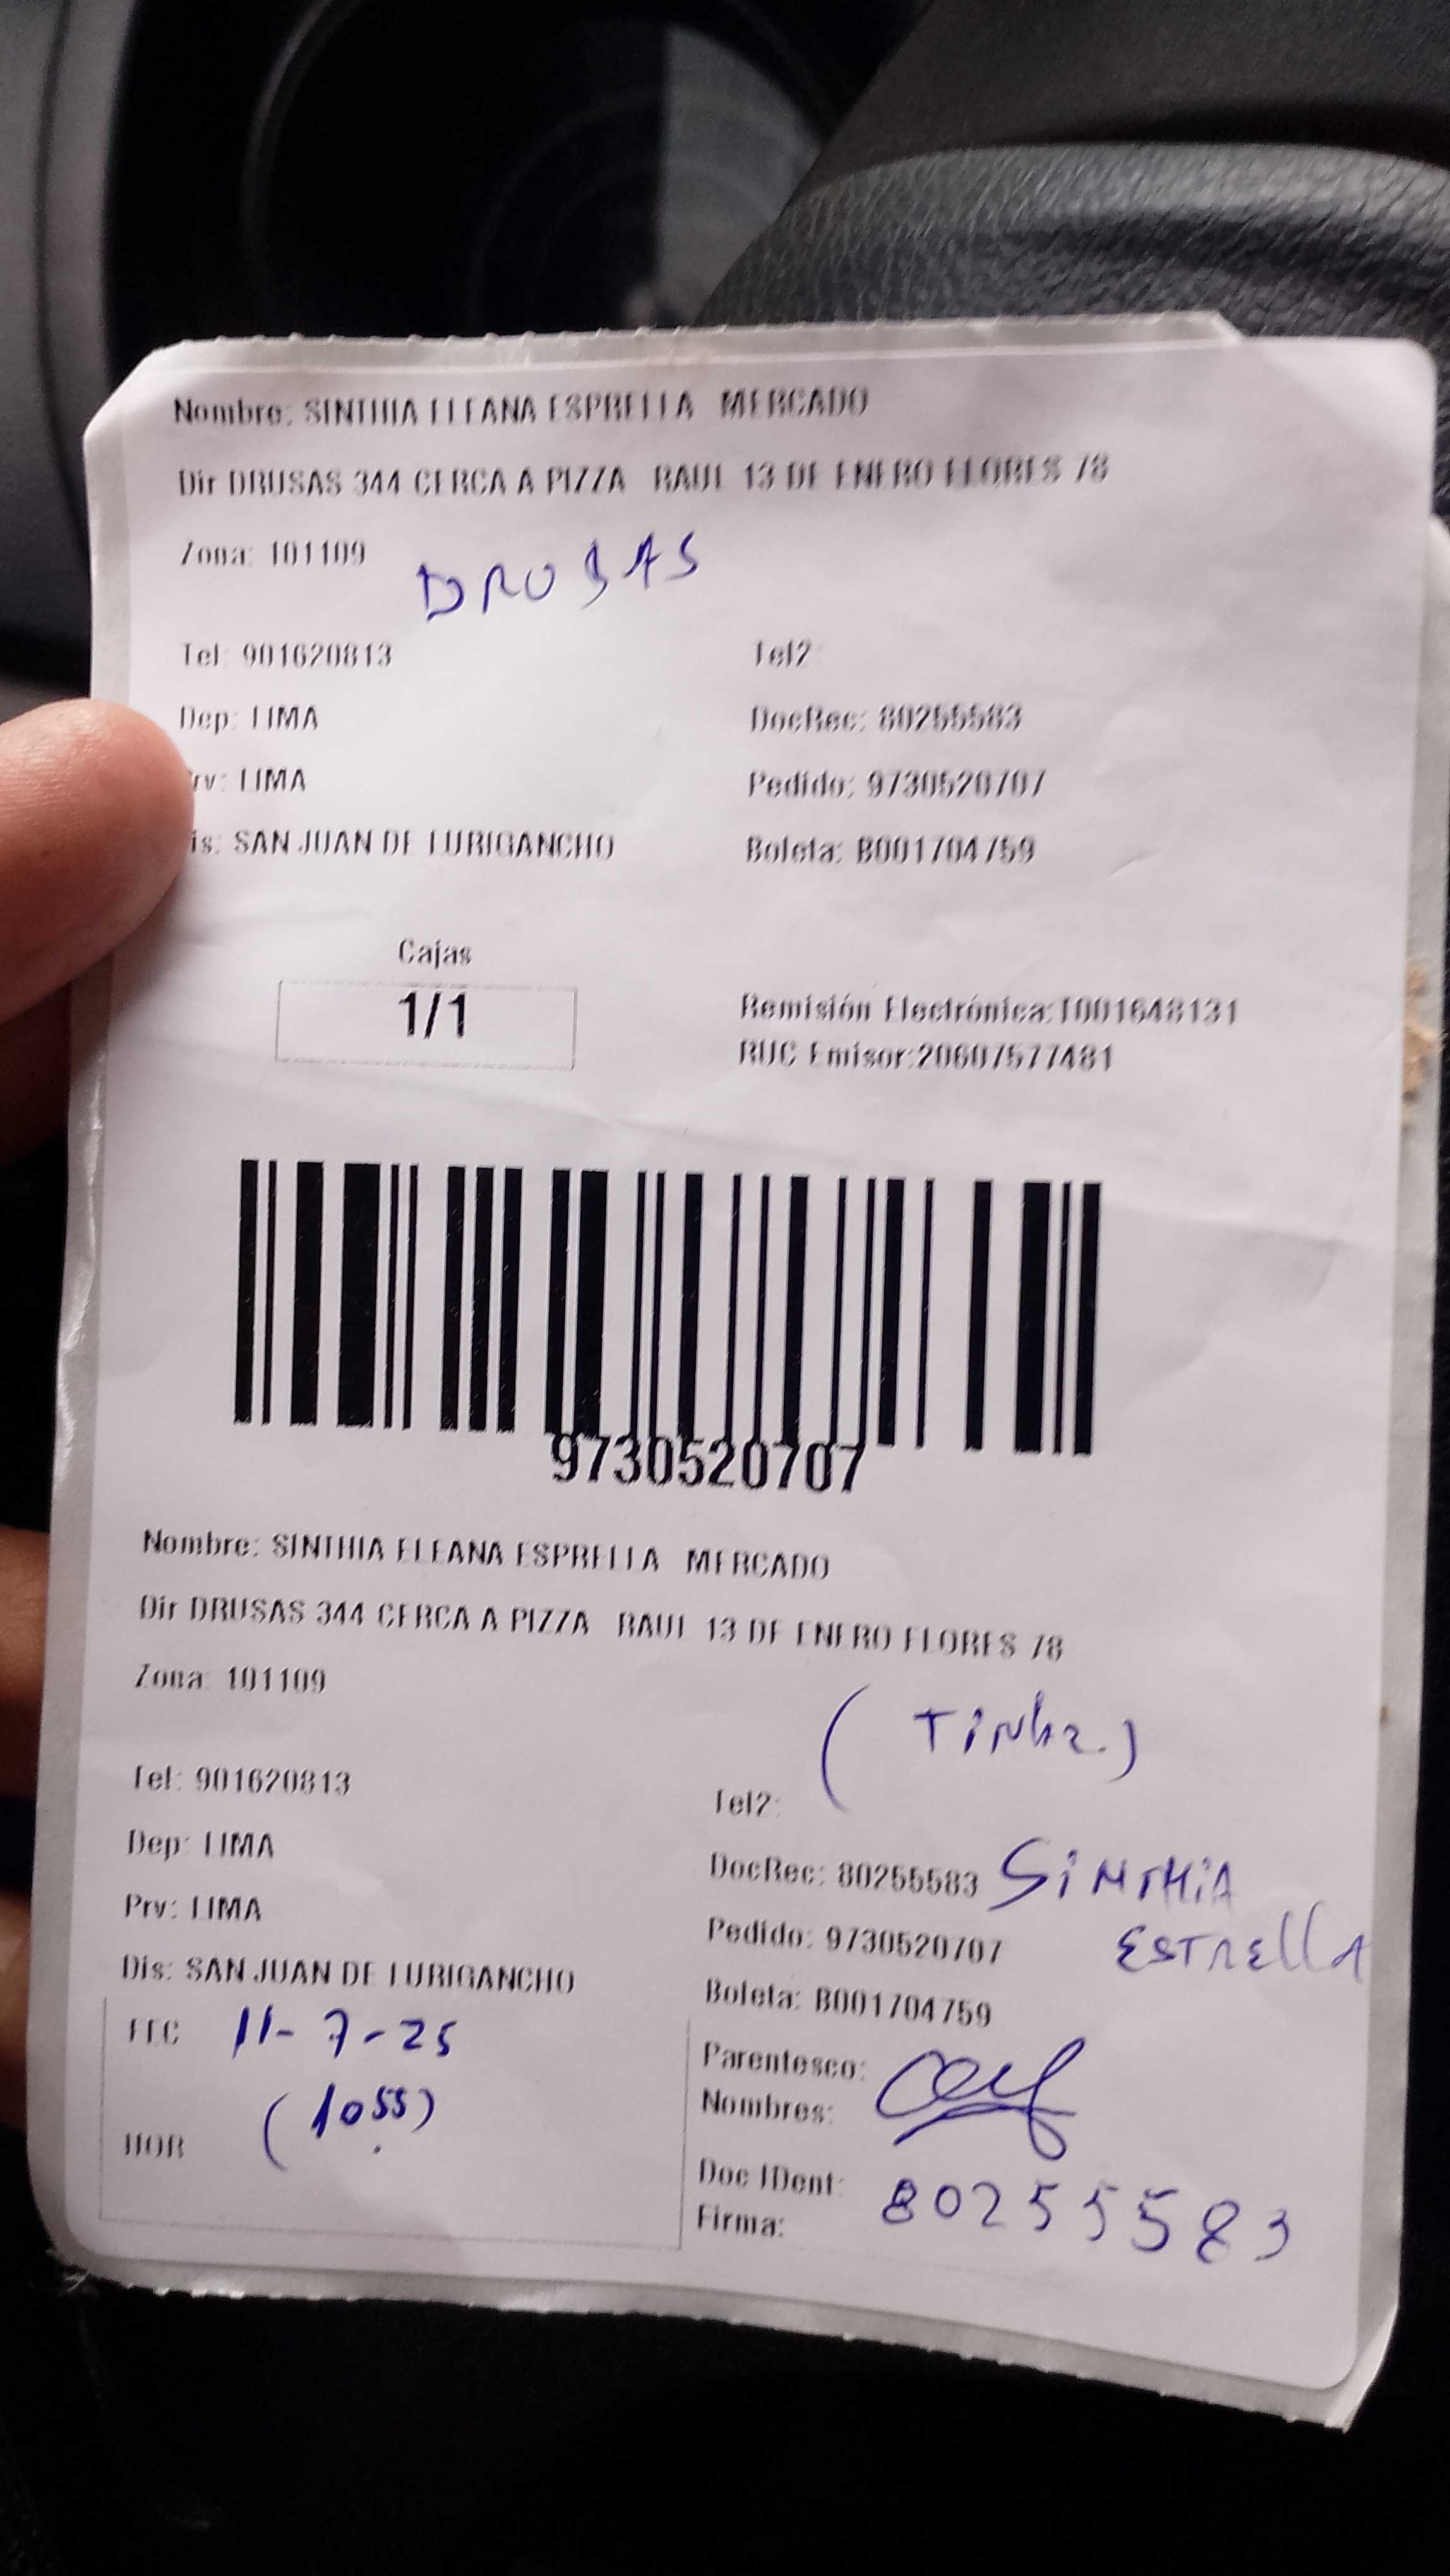 Nombre: SINTHIA ELEANA ESPRELLA MERCADO
Dir DRUSAS 344 CERCA A PIZZA RAUL 13 DE ENERO FLORES 78
Zona: 101109
DRUSAS
Tel: 901620813 Tel2:
Dep: LIMA DocRec: 80255583
rv: LIMA Pedido: 9730520707
is: SAN JUAN DE LURIGANCHO Boleta: B001704759
Cajas
1/1
Remisión Electrónica:T001648131
RUC Emisor:20607577481
9730520707
Nombre: SINTHIA ELEANA ESPRELLA MERCADO
Dir DRUSAS 344 CERCA A PIZZA RAUL 13 DE ENERO FLORES 78
Zona: 101109
Tel: 901620813 Tel2:
Dep: LIMA DocRec: 80255583 SiNTHiA
Prv: LIMA Pedido: 9730520707 ESTRELLA
Dis: SAN JUAN DE LURIGANCHO Boleta: B001704759
FEC 11-7-25 Parentesco:
Nombres:
HOR (1055)
Doc IDent: 80255583
Firma: